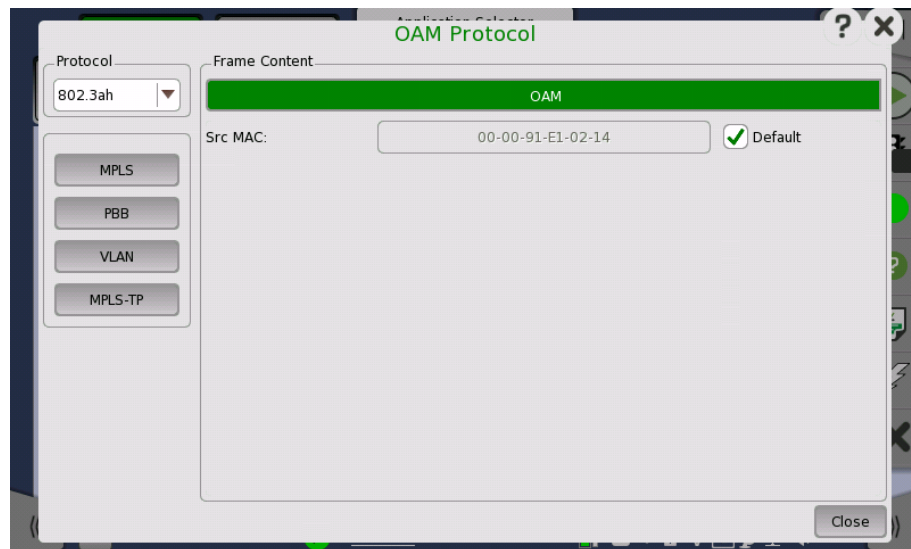 OAM Protocol
?
Protocol
802.3ah
MPLS
PBB
VLAN
MPLS-TP
Frame Content
OAM
Src MAC:
00-00-91-E1-02-14
Default
Close